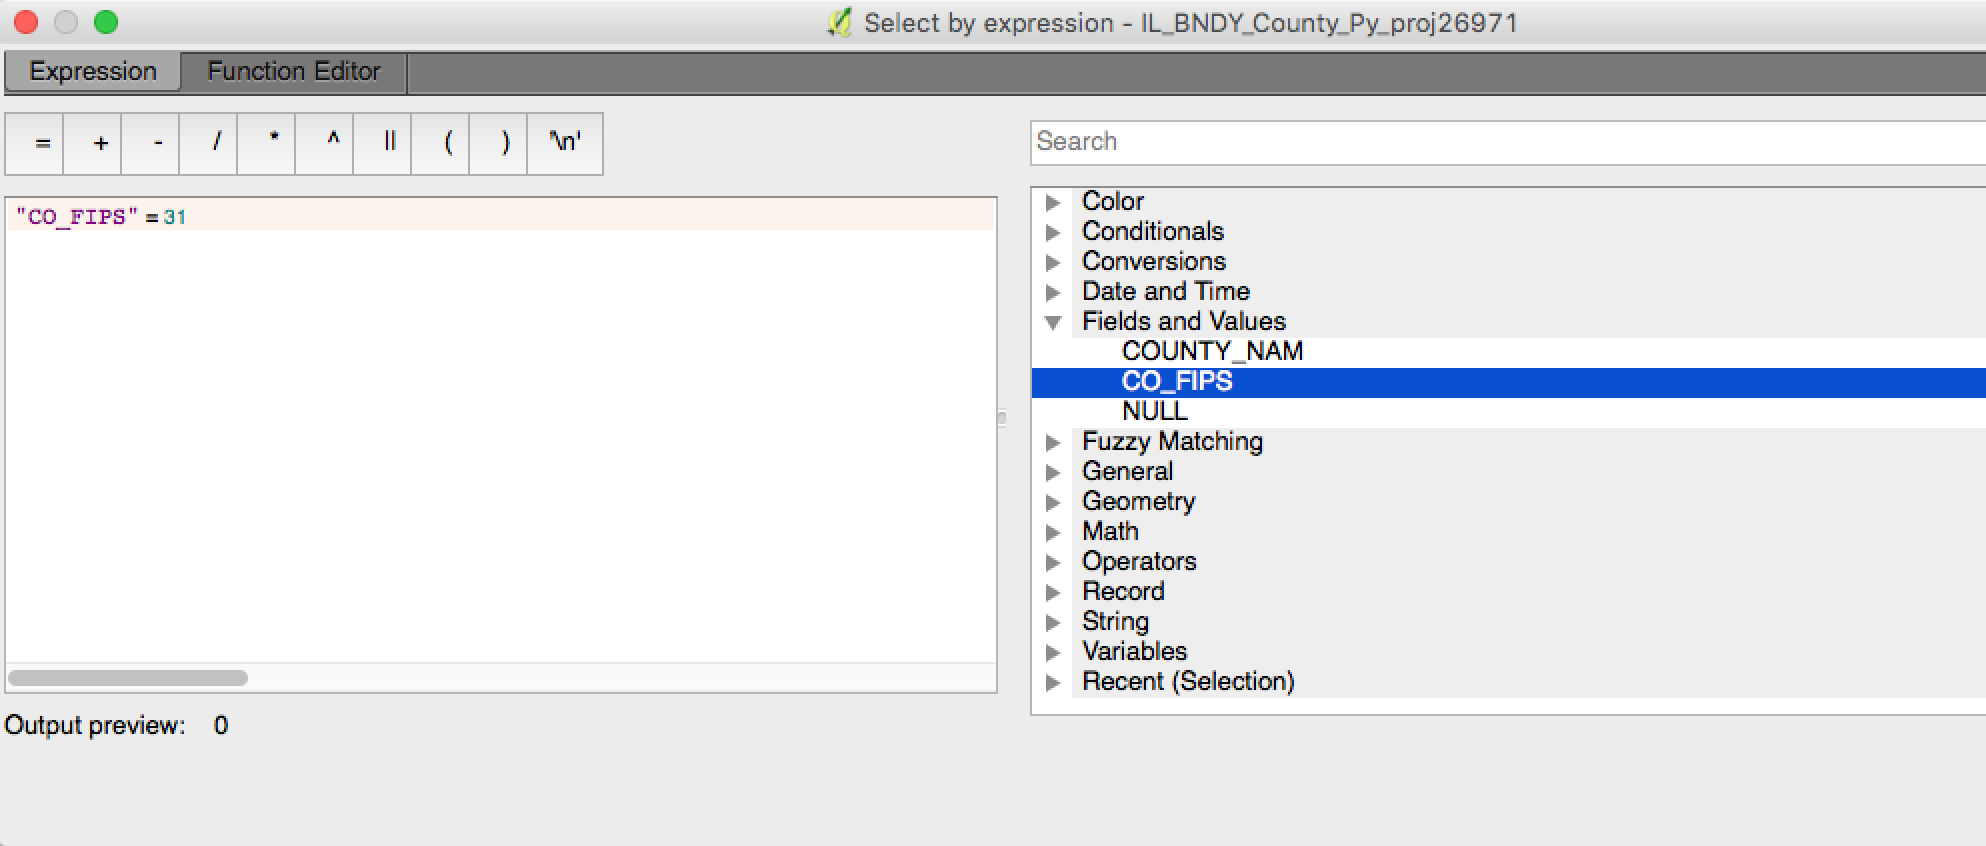 Select by expression - IL_BNDY_County_Py_proj26971
Expression Function Editor
= + - / * ^ || ( ) '\n'
"CO_FIPS" = 31
Output preview: 0
Search
Color
Conditionals
Conversions
Date and Time
Fields and Values
COUNTY_NAM
CO_FIPS
NULL
Fuzzy Matching
General
Geometry
Math
Operators
Record
String
Variables
Recent (Selection)